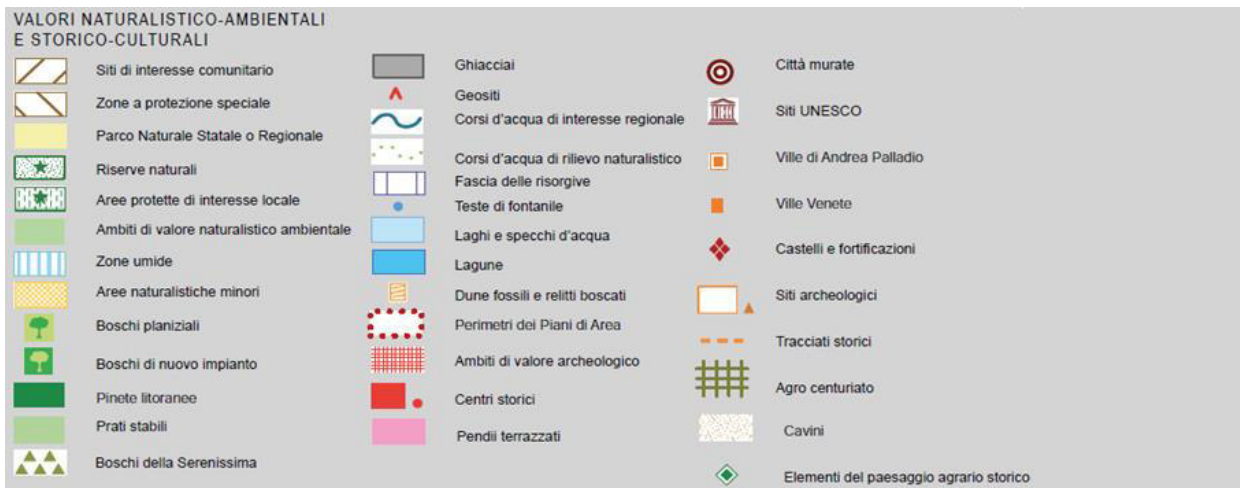 VALORI NATURALISTICO-AMBIENTALI
E STORICO-CULTURALI
Siti di interesse comunitario
Zone a protezione speciale
Parco Naturale Statale o Regionale
Riserve naturali
Aree protette di interesse locale
Ambiti di valore naturalistico ambientale
Zone umide
Aree naturalistiche minori
Boschi planiziali
Boschi di nuovo impianto
Pinete litoranee
Prati stabili
Boschi della Serenissima
Ghiacciai
Geositi
Corsi d'acqua di interesse regionale
Corsi d'acqua di rilievo naturalistico
Fascia delle risorgive
Teste di fontanile
Laghi e specchi d'acqua
Lagune
Dune fossili e relitti boscati
Perimetri dei Piani di Area
Ambiti di valore archeologico
Centri storici
Pendii terrazzati
Città murate
Siti UNESCO
Ville di Andrea Palladio
Ville Venete
Castelli e fortificazioni
Siti archeologici
Tracciati storici
Agro centuriato
Cavini
Elementi del paesaggio agrario storico